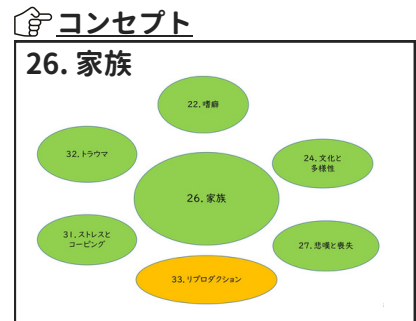 コンセプト
26. 家族
22. 嗜癖
32. トラウマ
24. 文化と
多様性
26. 家族
31. ストレスと
コーピング
27. 悲嘆と喪失
33. リプロダクション